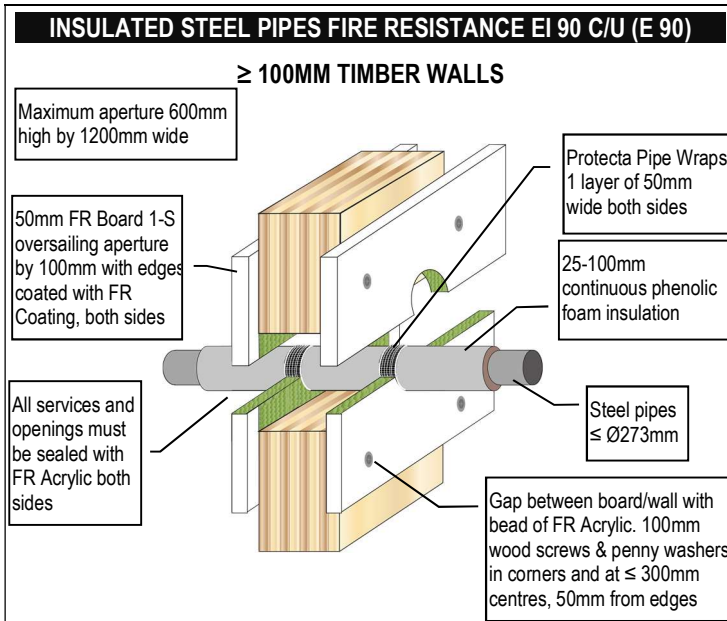 INSULATED STEEL PIPES FIRE RESISTANCE EI 90 C/U (E 90)
≥ 100MM TIMBER WALLS
Maximum aperture 600mm
high by 1200mm wide
50mm FR Board 1-S
oversailing aperture
by 100mm with edges
coated with FR
Coating, both sides
All services and
openings must
be sealed with
FR Acrylic both
sides
Protecta Pipe Wraps
1 layer of 50mm
wide both sides
25-100mm
continuous phenolic
foam insulation
Steel pipes
≤ Ø273mm
Gap between board/wall with
bead of FR Acrylic. 100mm
wood screws & penny washers
in corners and at ≤ 300mm
centres, 50mm from edges